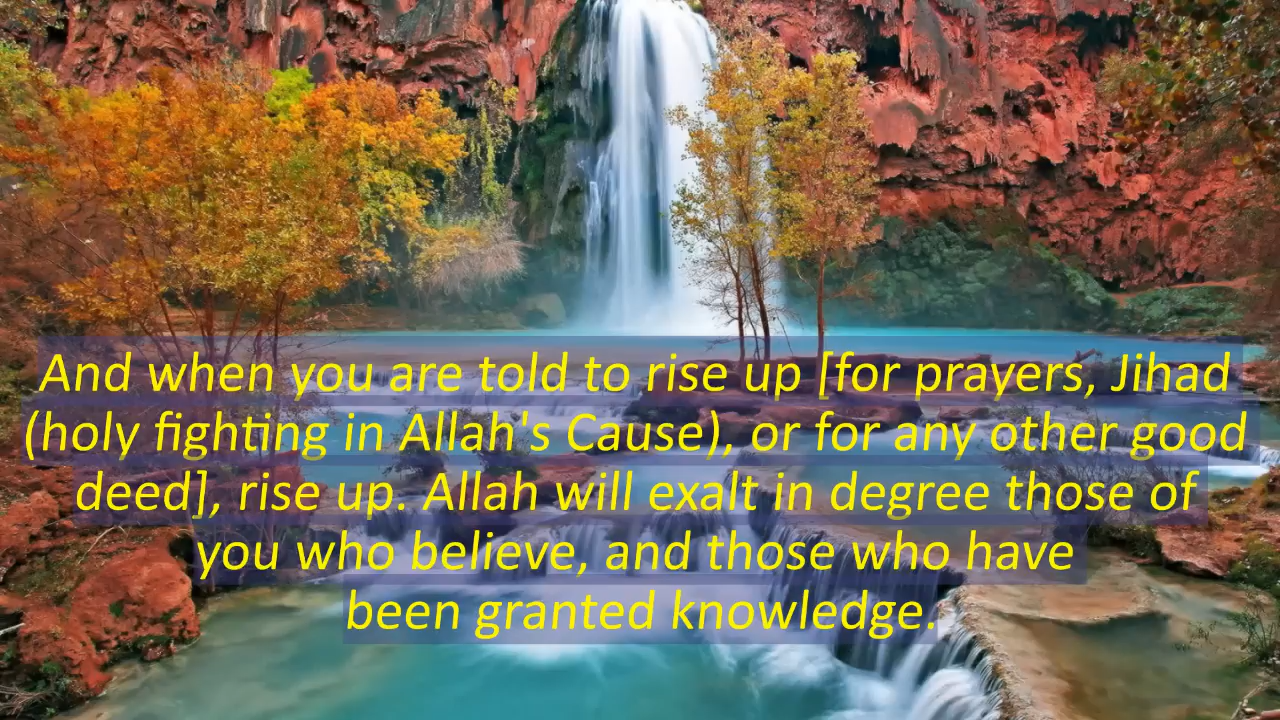 And when you are told to rise up [for prayers, Jihad
(holy fighting in Allah's Cause), or for any other good
deed], rise up. Allah will exalt in degree those of
you who believe, and those who have
been granted knowledge.